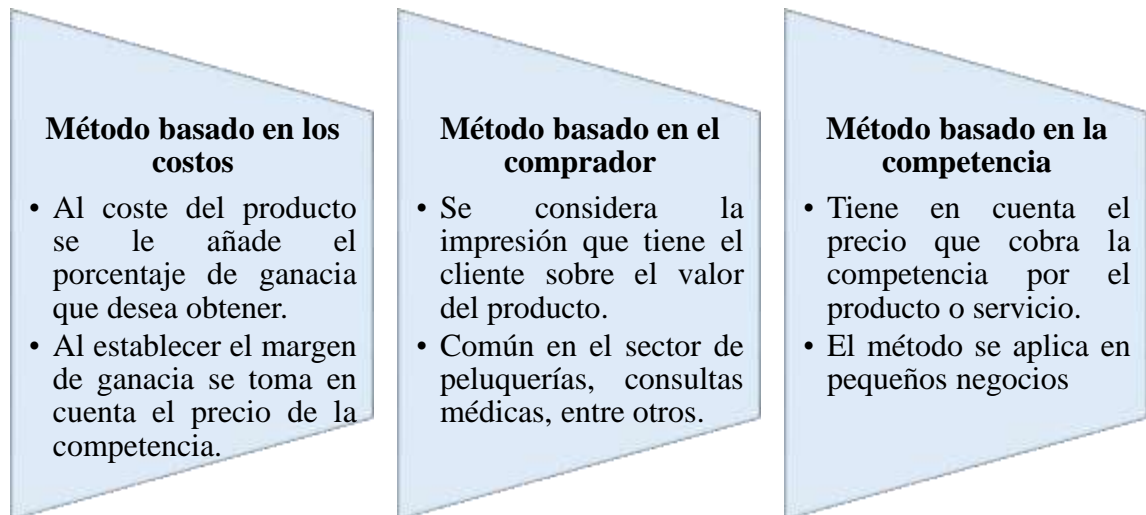 Método basado en los
costos
• Al coste del producto
se le añade el
porcentaje de ganacia
que desea obtener.
• Al establecer el margen
de ganacia se toma en
cuenta el precio de la
competencia.
Método basado en el
comprador
• Se considera la
impresión que tiene el
cliente sobre el valor
del producto.
• Común en el sector de
peluquerías, consultas
médicas, entre otros.
Método basado en la
competencia
• Tiene en cuenta el
precio que cobra la
competencia por el
producto o servicio.
• El método se aplica en
pequeños negocios